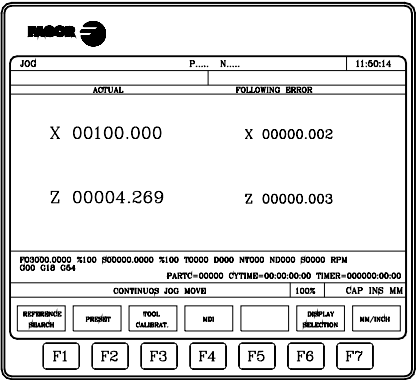 FAGOR
JOG P..... N..... 11:50:14
ACTUAL FOLLOWING ERROR
X 00100.000 X 00000.002
Z 00004.269 Z 00000.003
F03000.0000 %100 S00000.0000 %100 T0000 D000 NT000 ND000 S0000 RPM
G00 G18 G54
PARTC=00000 CYTIME=00:00:00:00 TIMER=000000:00:00
CONTINUOS JOG MOVE 100% CAP INS MM
REFERENCE SEARCH PRESET TOOL CALIBRAT. MDI DISPLAY SELECTION MM/INCH
F1 F2 F3 F4 F5 F6 F7